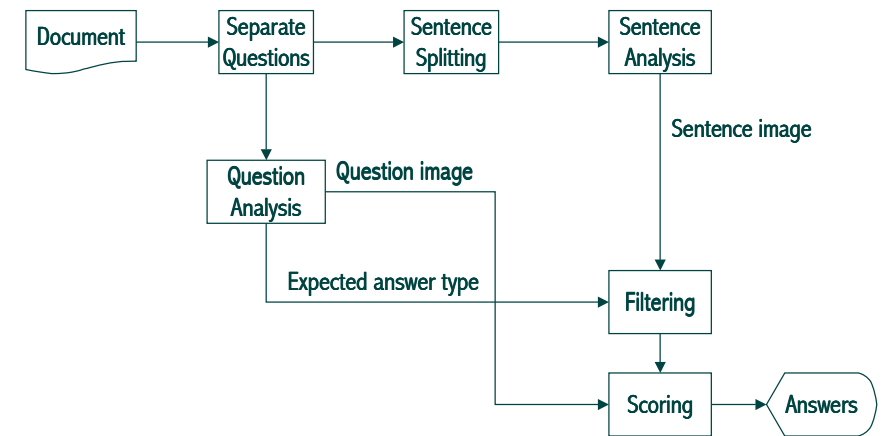 Document
Separate
Questions
Sentence
Splitting
Sentence
Analysis
Sentence image
Question
Analysis
Question image
Expected answer type
Filtering
Scoring
Answers